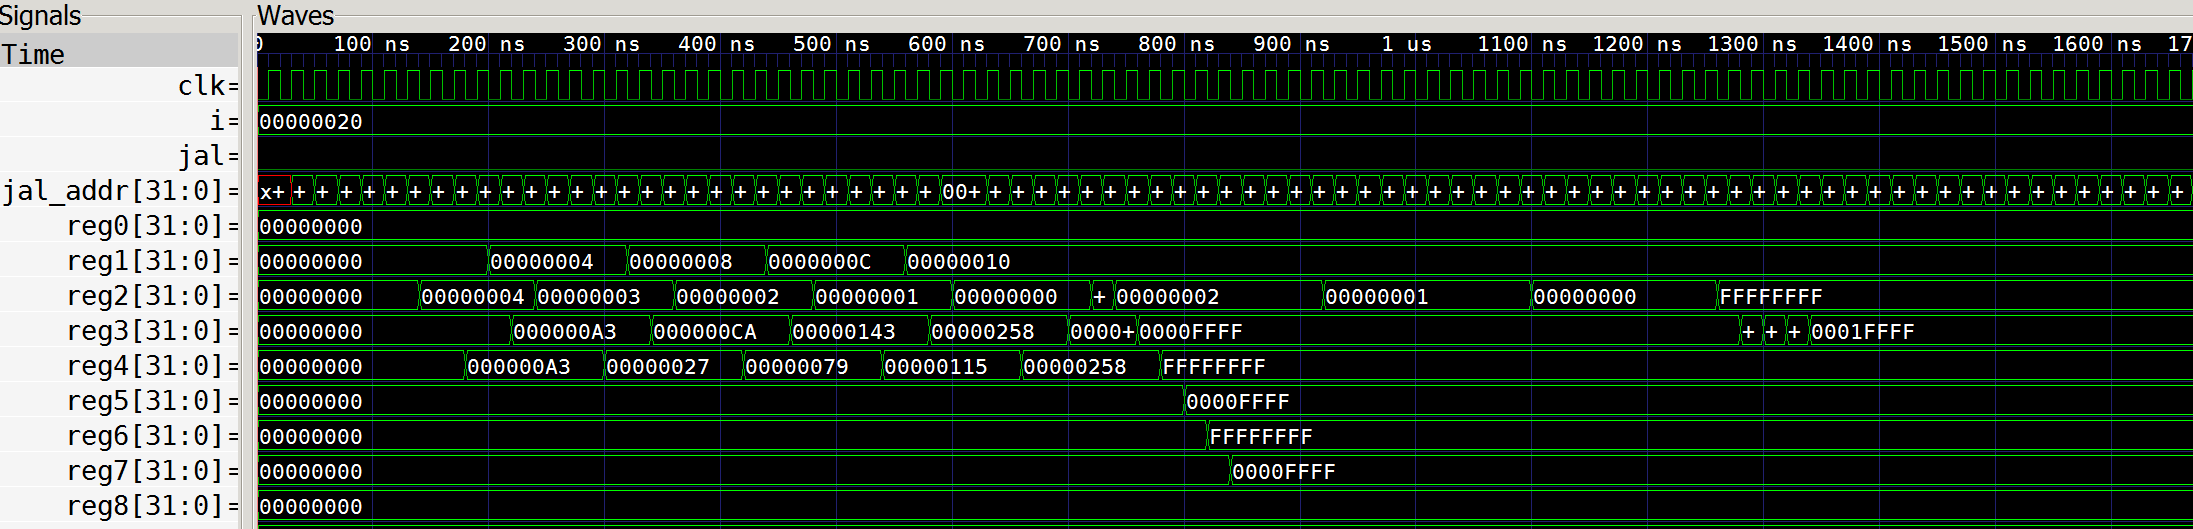 Signals Waves
Time 0 100 ns 200 ns 300 ns 400 ns 500 ns 600 ns 700 ns 800 ns 900 ns 1 us 1100 ns 1200 ns 1300 ns 1400 ns 1500 ns 1600 ns 17
clk=
i= 00000020
jal=
jal_addr[31:0]= x+ + + + + + + + + + + + + + + + + + + + + + + + + + + + 00+ + + + + + + + + + + + + + + + + + + + + + + + + + + + + + + + + + + + + + + + + + + + + + + + + + + + +
reg0[31:0]= 00000000
reg1[31:0]= 00000000 00000004 00000008 0000000C 00000010
reg2[31:0]= 00000000 00000004 00000003 00000002 00000001 00000000 + 00000002 00000001 00000000 FFFFFFFF
reg3[31:0]= 00000000 000000A3 000000CA 00000143 00000258 0000+ 0000FFFF + + + 0001FFFF
reg4[31:0]= 00000000 000000A3 00000027 00000079 00000115 00000258 FFFFFFFF
reg5[31:0]= 00000000 0000FFFF
reg6[31:0]= 00000000 FFFFFFFF
reg7[31:0]= 00000000 0000FFFF
reg8[31:0]= 00000000